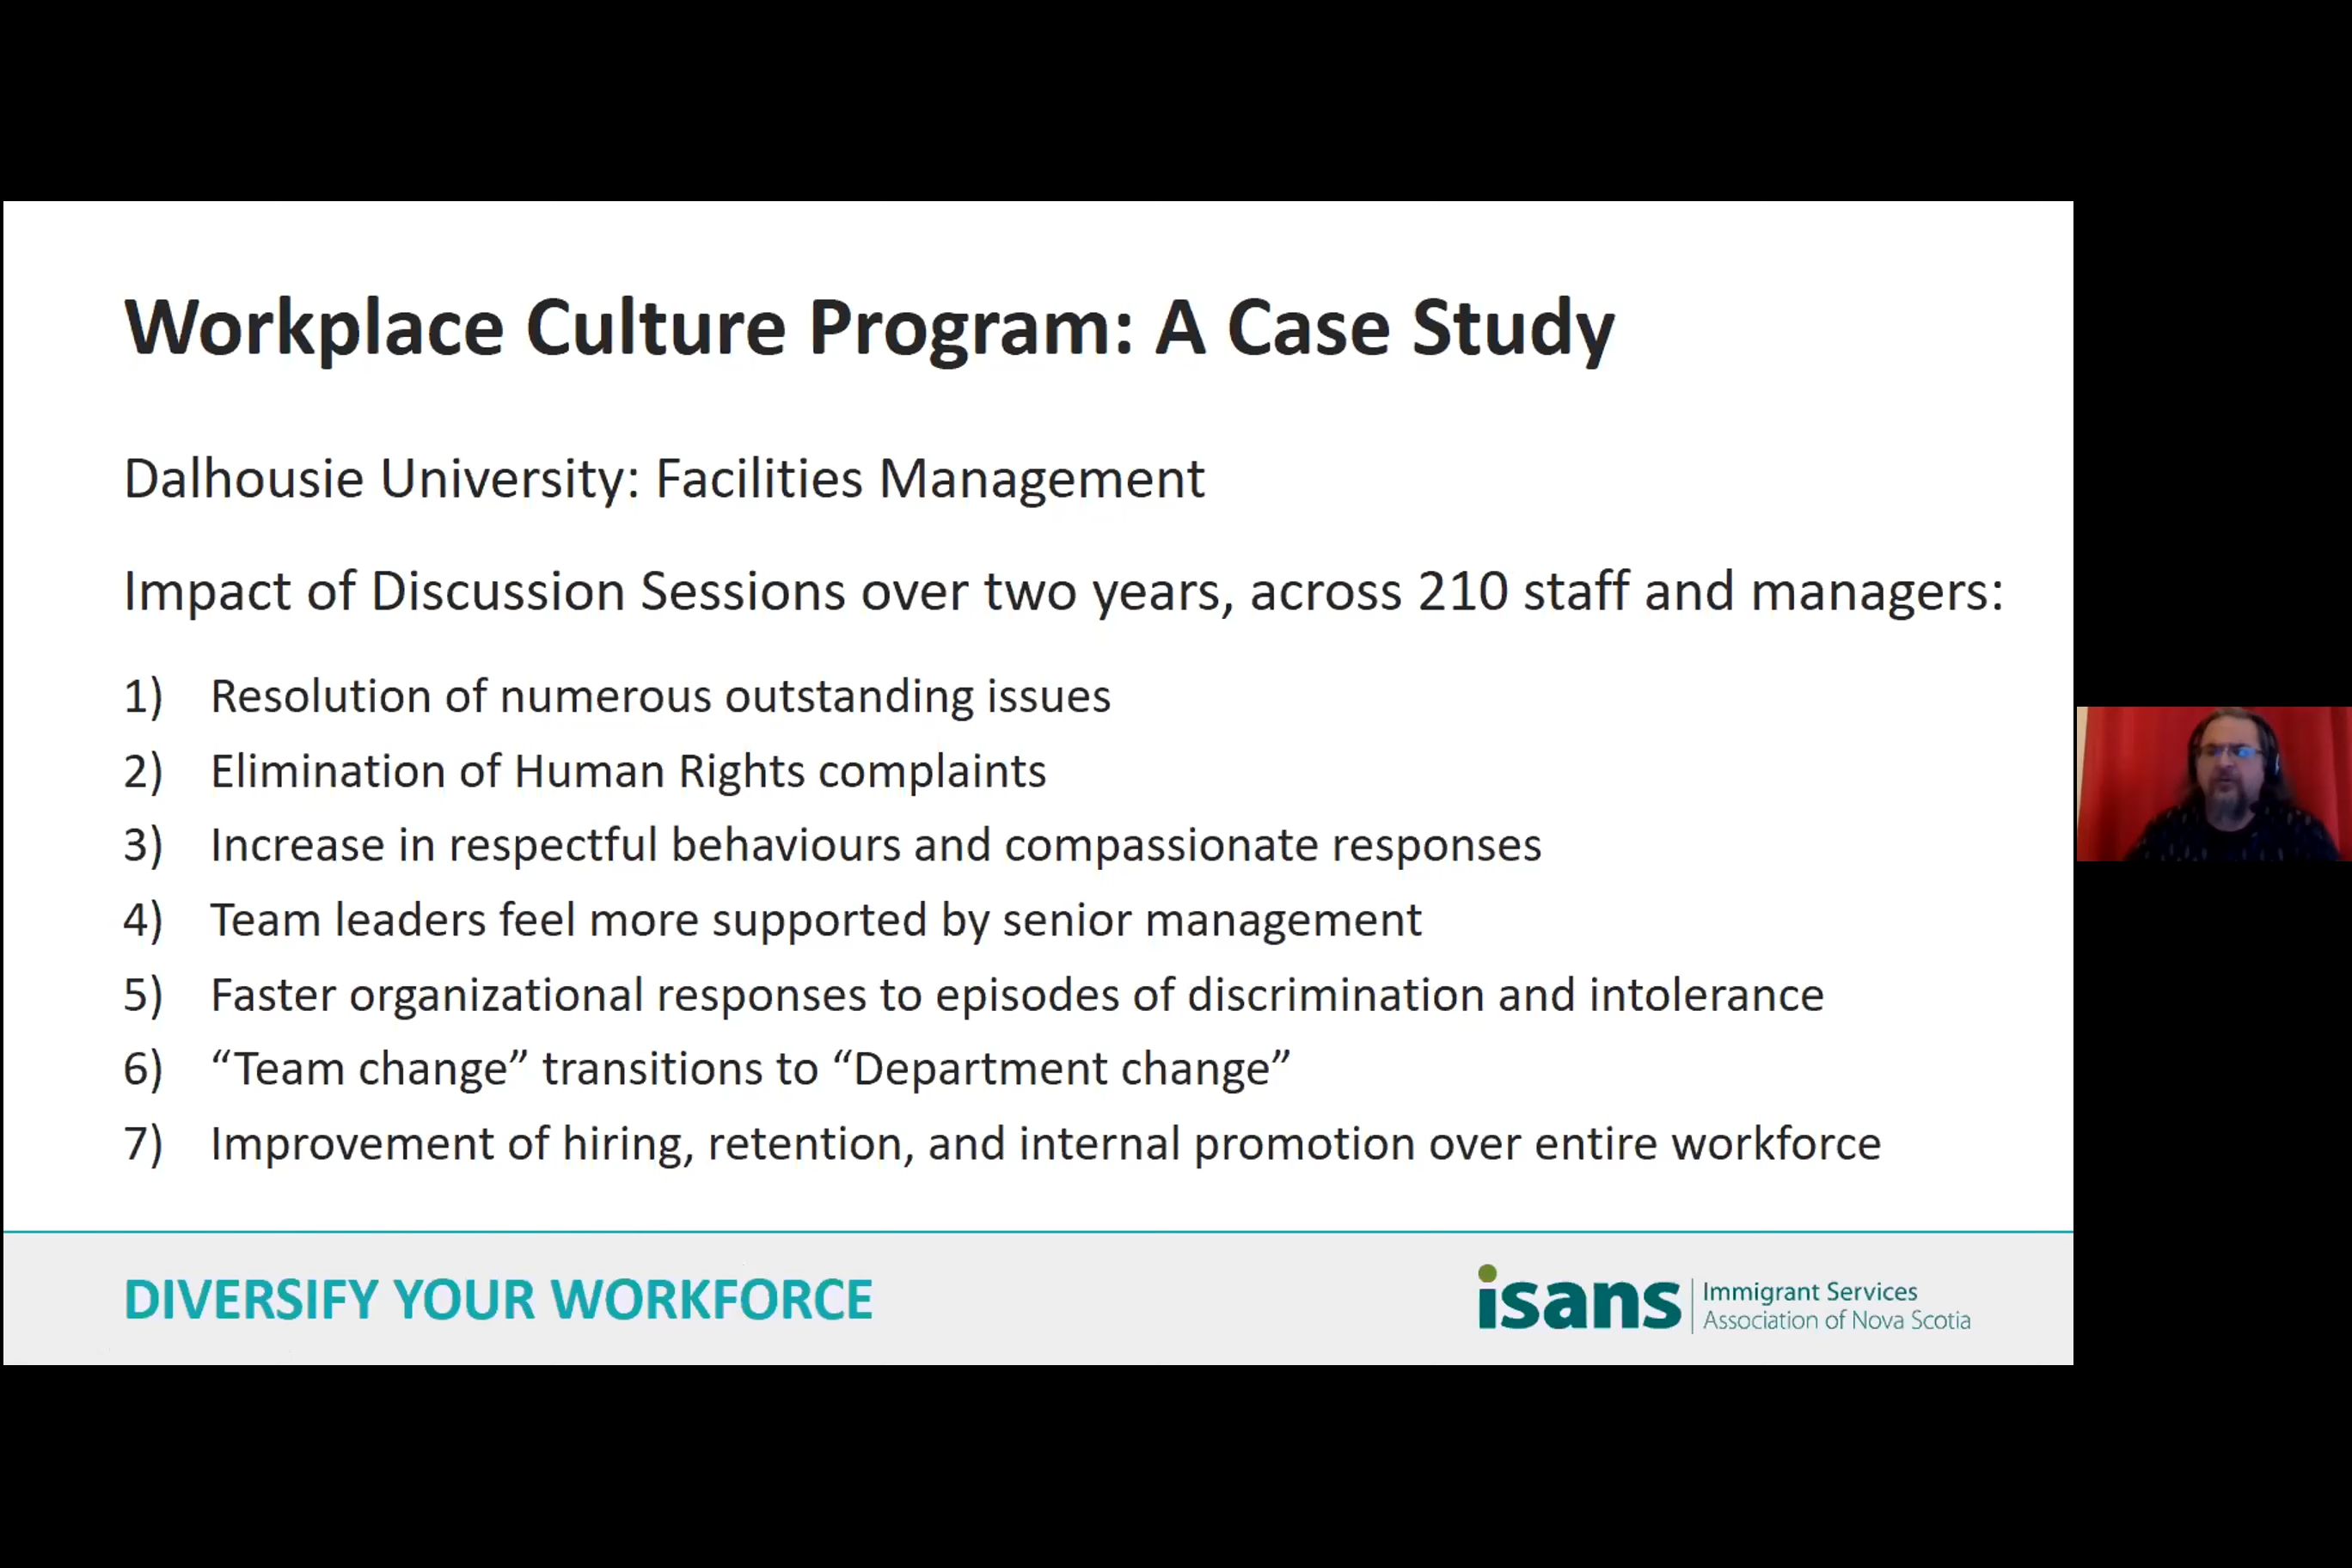 Workplace Culture Program: A Case Study
Dalhousie University: Facilities Management
Impact of Discussion Sessions over two years, across 210 staff and managers:
1) Resolution of numerous outstanding issues
2) Elimination of Human Rights complaints
3) Increase in respectful behaviours and compassionate responses
4) Team leaders feel more supported by senior management
5) Faster organizational responses to episodes of discrimination and intolerance
6) “Team change” transitions to “Department change”
7) Improvement of hiring, retention, and internal promotion over entire workforce
DIVERSIFY YOUR WORKFORCE
isans
Immigrant Services
Association of Nova Scotia